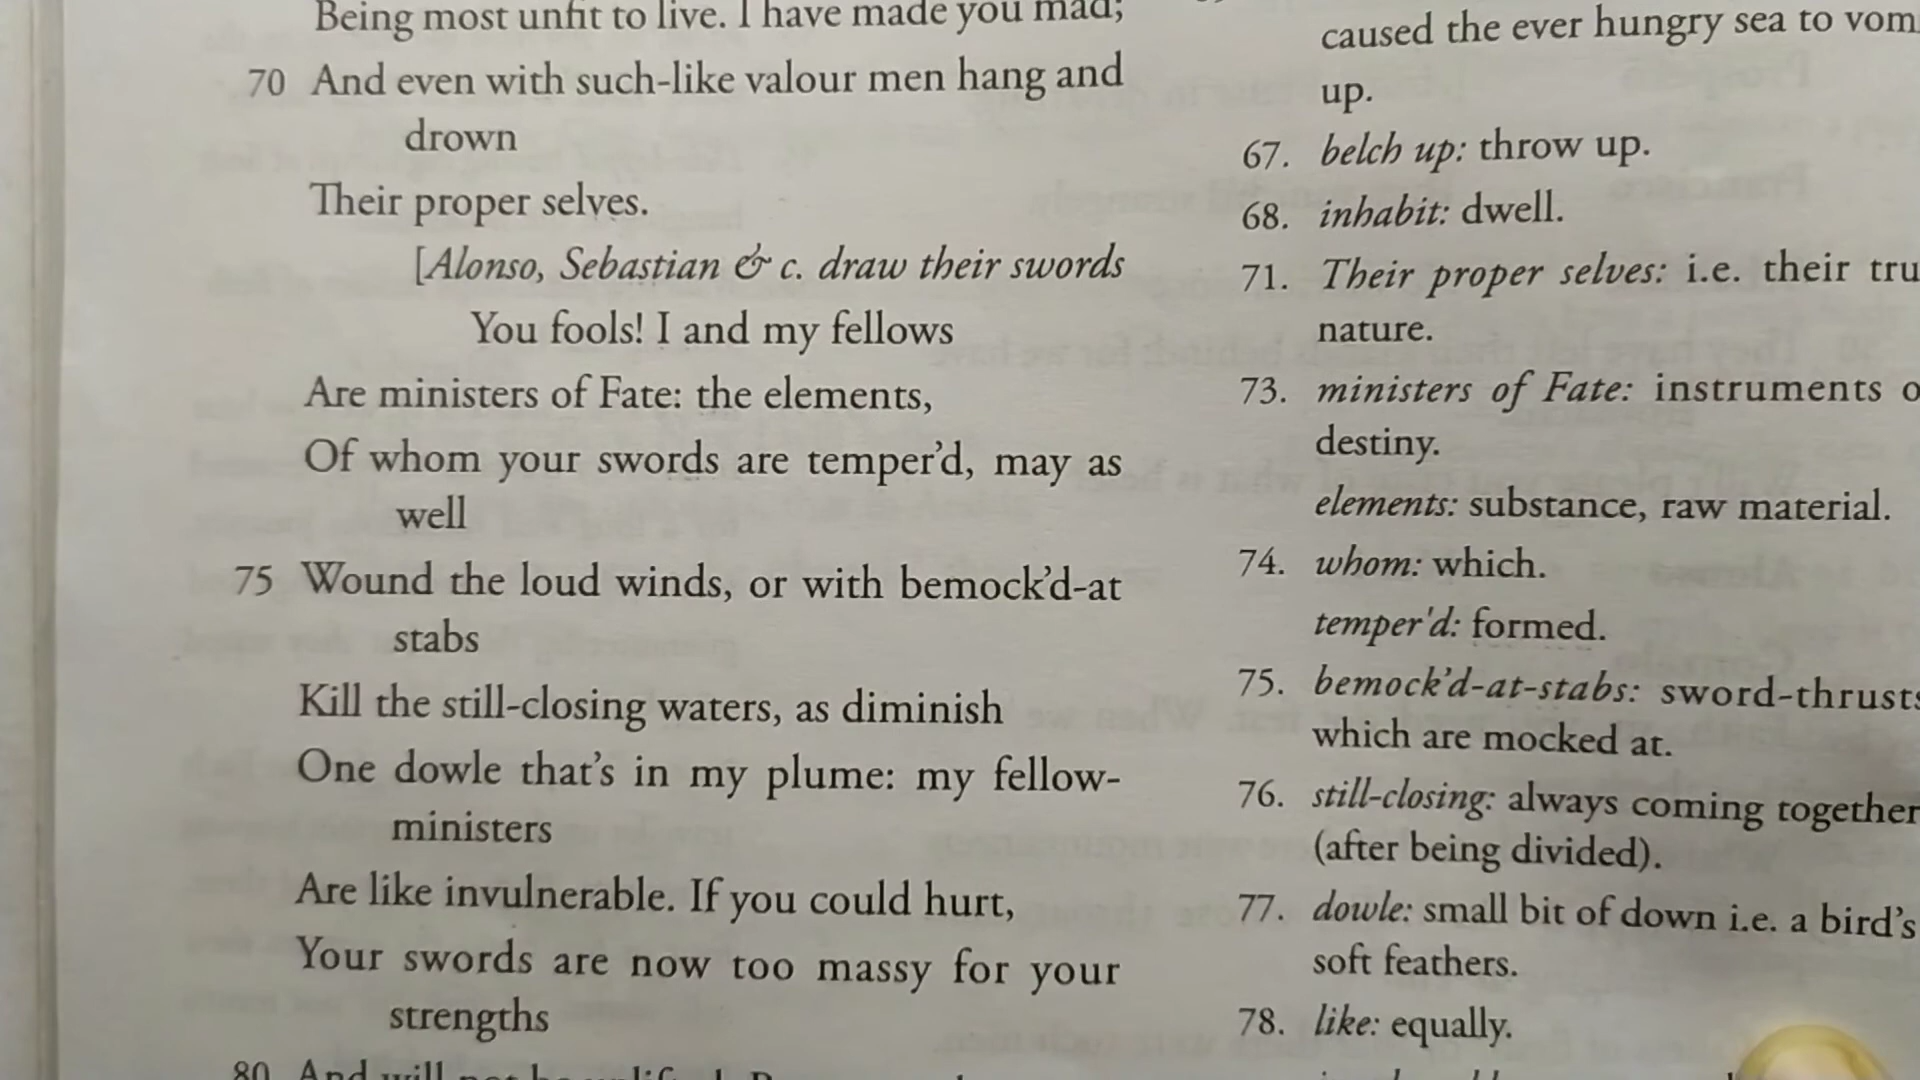 Being most unfit to live. I have made you mad;
70 And even with such-like valour men hang and
drown
Their proper selves.
[Alonso, Sebastian & c. draw their swords
You fools! I and my fellows
Are ministers of Fate: the elements,
Of whom your swords are temper'd, may as
well
75 Wound the loud winds, or with bemock'd-at
stabs
Kill the still-closing waters, as diminish
One dowle that's in my plume: my fellow-
ministers
Are like invulnerable. If you could hurt,
Your swords are now too massy for your
strengths
80 And will
caused the ever hungry sea to vom
up.
67. belch up: throw up.
68. inhabit: dwell.
71. Their proper selves: i.e. their tru
nature.
73. ministers of Fate: instruments o
destiny.
elements: substance, raw material.
74. whom: which.
temper'd: formed.
75. bemock'd-at-stabs: sword-thrusts
which are mocked at.
76. still-closing: always coming together
(after being divided).
77. dowle: small bit of down i.e. a bird's
soft feathers.
78. like: equally.